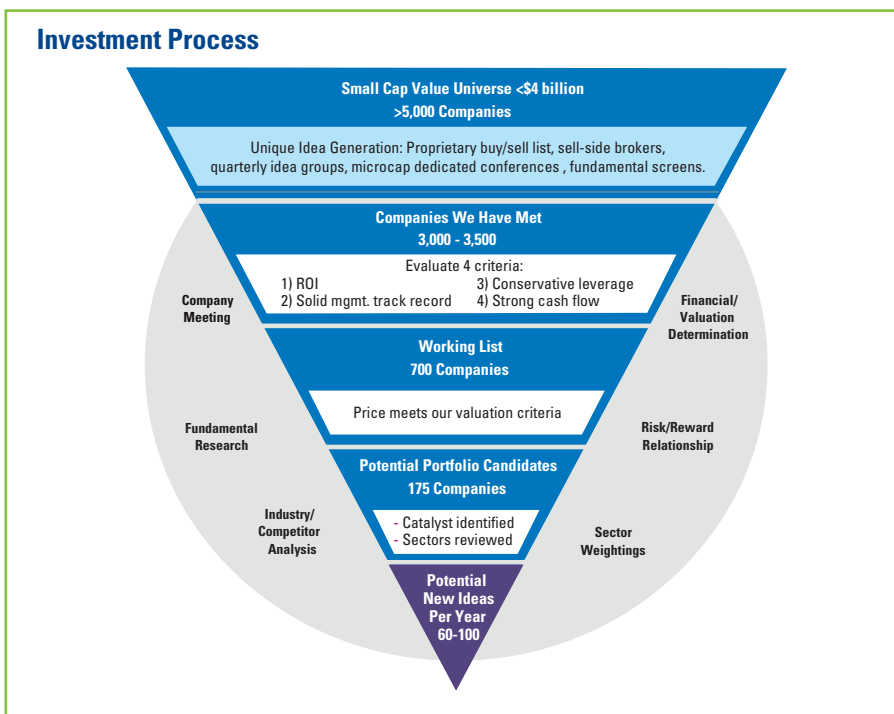 Investment Process
Small Cap Value Universe <$4 billion
>5,000 Companies
Unique Idea Generation: Proprietary buy/sell list, sell-side brokers,
quarterly idea groups, microcap dedicated conferences , fundamental screens.
Companies We Have Met
3,000 - 3,500
Evaluate 4 criteria:
1) ROI
2) Solid mgmt. track record
3) Conservative leverage
4) Strong cash flow
Company
Meeting
Financial/
Valuation
Determination
Working List
700 Companies
Price meets our valuation criteria
Fundamental
Research
Risk/Reward
Relationship
Potential Portfolio Candidates
175 Companies
- Catalyst identified
- Sectors reviewed
Industry/
Competitor
Analysis
Sector
Weightings
Potential
New Ideas
Per Year
60-100